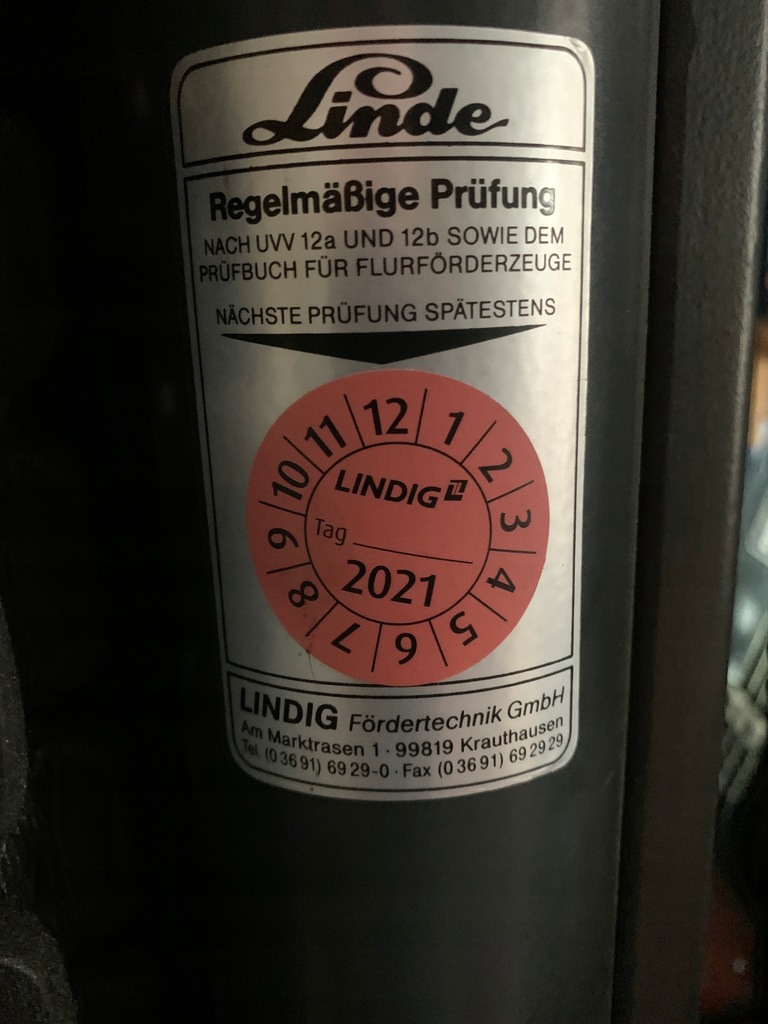 Linde
Regelmäßige Prüfung
NACH UVV 12a UND 12b SOWIE DEM
PRÜFBUCH FÜR FLURFÖRDERZEUGE
NÄCHSTE PRÜFUNG SPÄTESTENS
12
1
2
3
4
5
6
7
8
9
10
11
LINDIG
Tag
2021
LINDIG Fördertechnik GmbH
Am Marktrasen 1 · 99819 Krauthausen
Tel. (0 36 91) 69 29-0 · Fax (0 36 91) 69 29 29